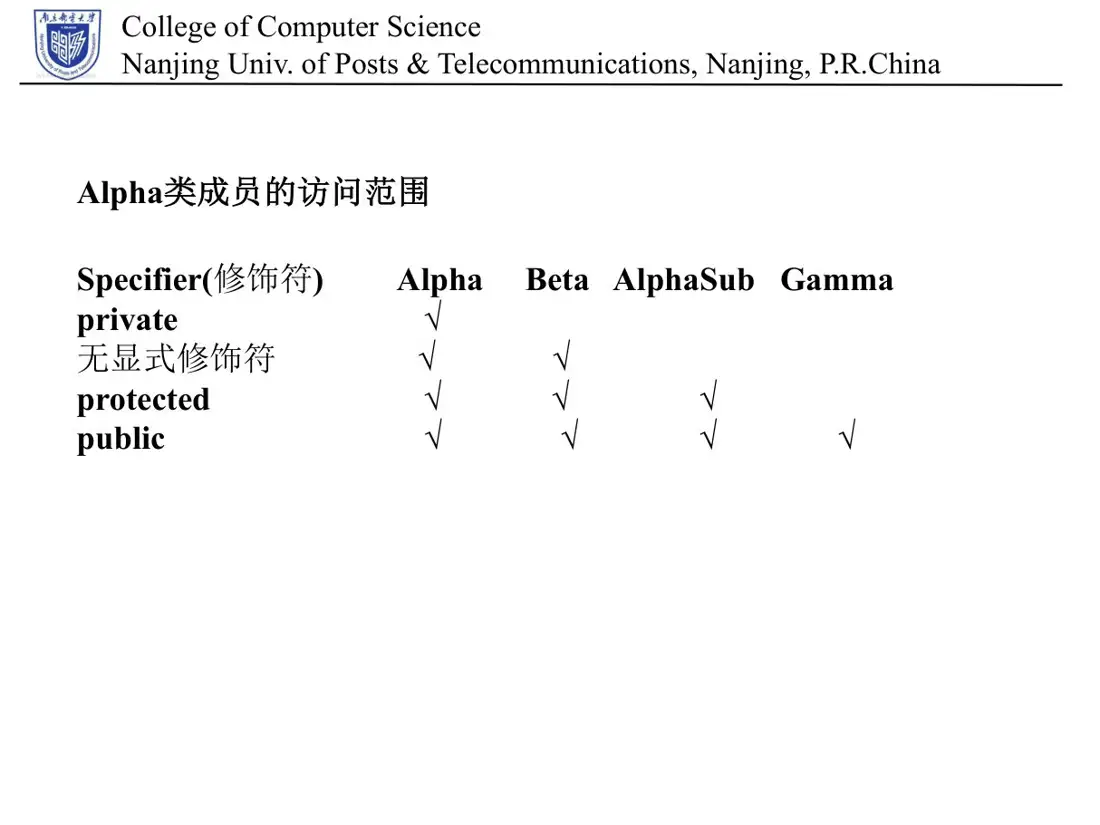 College of Computer Science
Nanjing Univ. of Posts & Telecommunications, Nanjing, P.R.China
Alpha类成员的访问范围
Specifier(修饰符) Alpha Beta AlphaSub Gamma
private √
无显式修饰符 √ √
protected √ √ √
public √ √ √ √